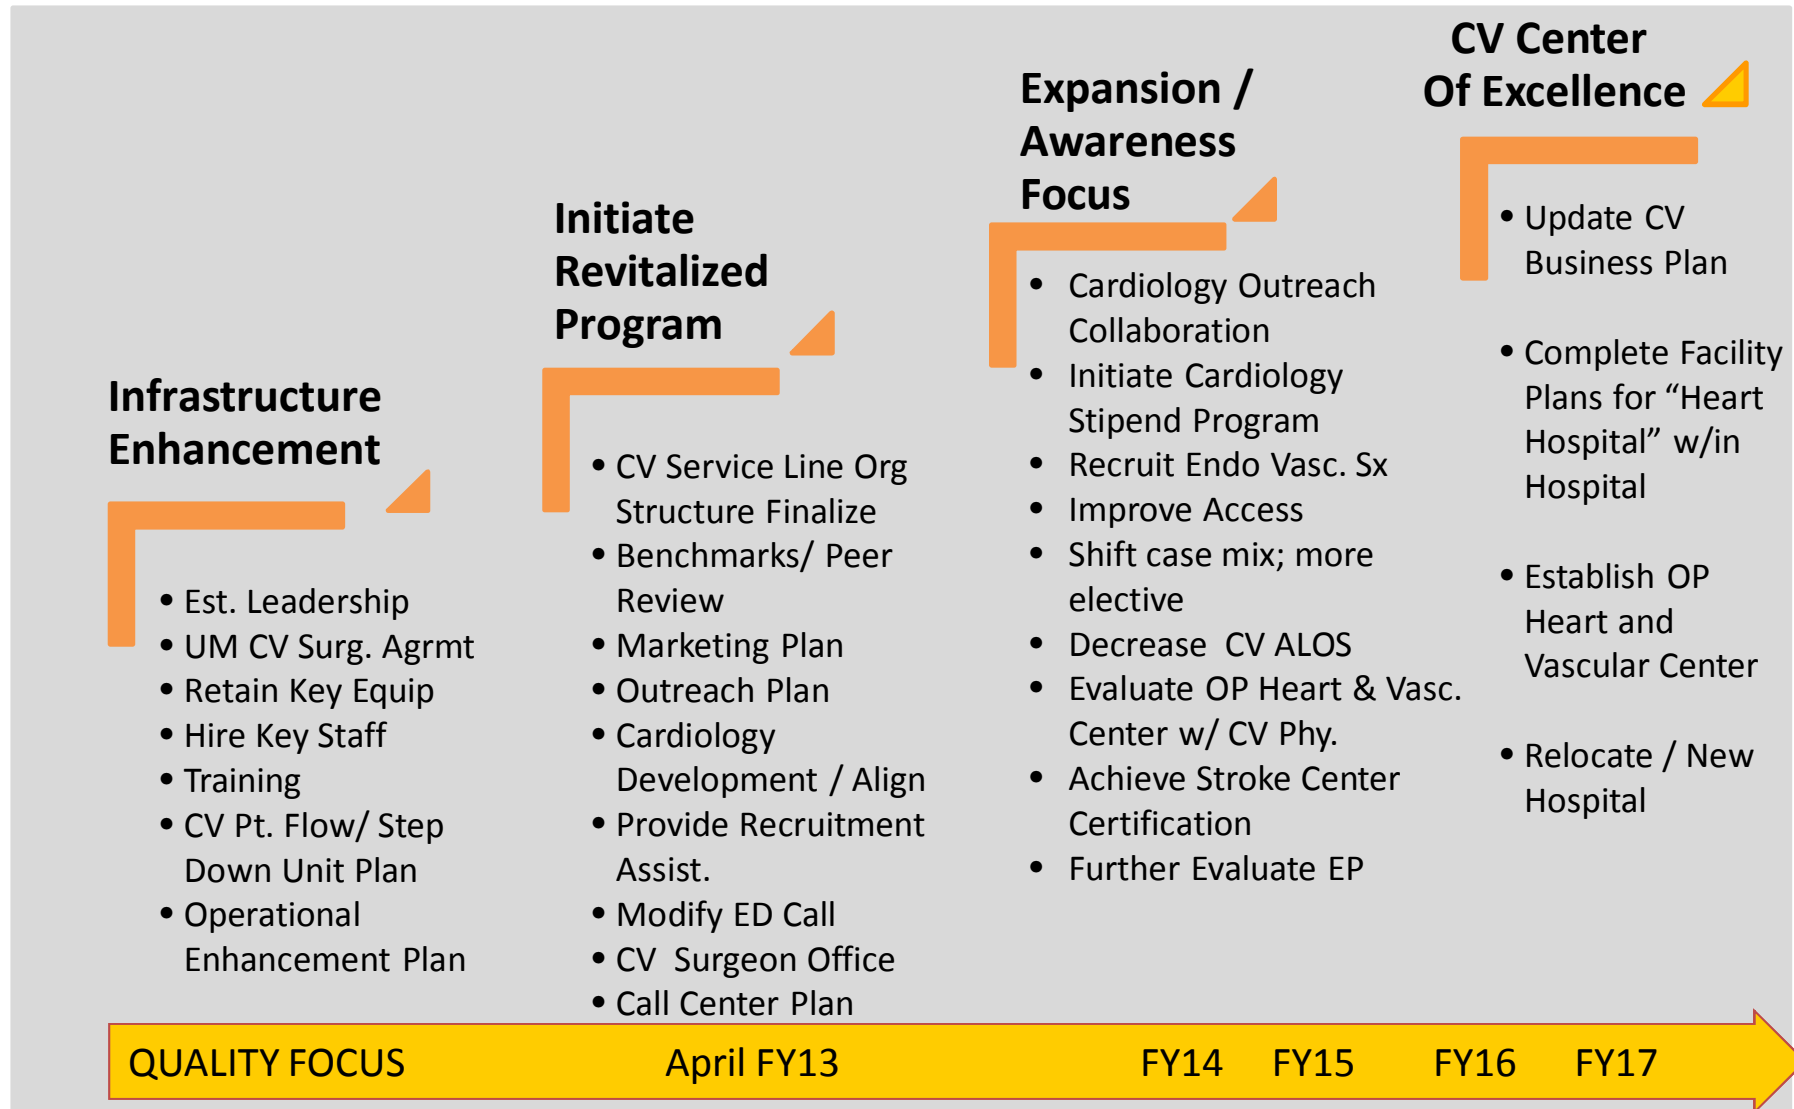 Infrastructure
Enhancement
• Est. Leadership
• UM CV Surg. Agrmt
• Retain Key Equip
• Hire Key Staff
• Training
• CV Pt. Flow/ Step
Down Unit Plan
• Operational
Enhancement Plan
Initiate
Revitalized
Program
• CV Service Line Org
Structure Finalize
• Benchmarks/ Peer
Review
• Marketing Plan
• Outreach Plan
• Cardiology
Development / Align
• Provide Recruitment
Assist.
• Modify ED Call
• CV Surgeon Office
• Call Center Plan
Expansion /
Awareness
Focus
• Cardiology Outreach
Collaboration
• Initiate Cardiology
Stipend Program
• Recruit Endo Vasc. Sx
• Improve Access
• Shift case mix; more
elective
• Decrease CV ALOS
• Evaluate OP Heart & Vasc.
Center w/ CV Phy.
• Achieve Stroke Center
Certification
• Further Evaluate EP
CV Center
Of Excellence
• Update CV
Business Plan
• Complete Facility
Plans for “Heart
Hospital” w/in
Hospital
• Establish OP
Heart and
Vascular Center
• Relocate / New
Hospital
QUALITY FOCUS April FY13 FY14 FY15 FY16 FY17